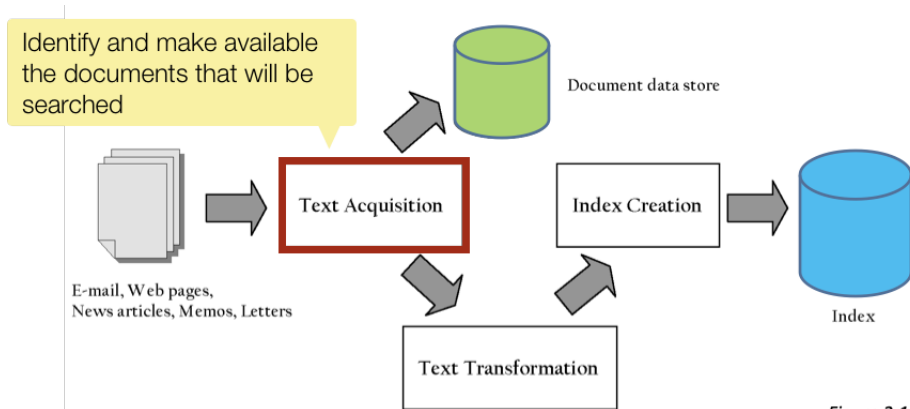 Identify and make available
the documents that will be
searched
Document data store
Text Acquisition
Index Creation
E-mail, Web pages,
News articles, Memos, Letters
Index
Text Transformation